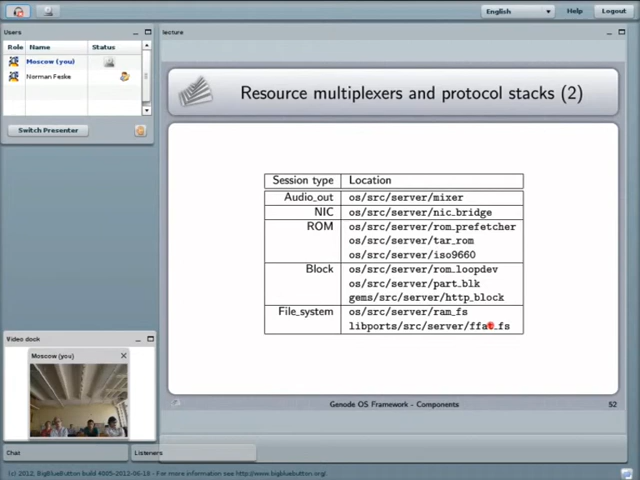 English
Help
Logout
Users
lecture
Role Name Status
Moscow (you)
Norman Feske
Switch Presenter
Resource multiplexers and protocol stacks (2)
Session type Location
Audio_out os/src/server/mixer
NIC os/src/server/nic_bridge
ROM os/src/server/rom_prefetcher
os/src/server/tar_rom
os/src/server/iso9660
Block os/src/server/rom_loopdev
os/src/server/part_blk
gems/src/server/http_block
File_system os/src/server/ram_fs
libports/src/server/ffat_fs
Video dock
Moscow (you)
Genode OS Framework - Components 52
Chat
Listeners
(c) 2012, BigBlueButton build 4005-2012-06-19 - For more information see http://www.bigbluebutton.org/.